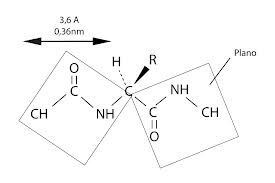 3,6 A
0,36nm
H R
Plano
O
C C NH
CH NH C CH
O